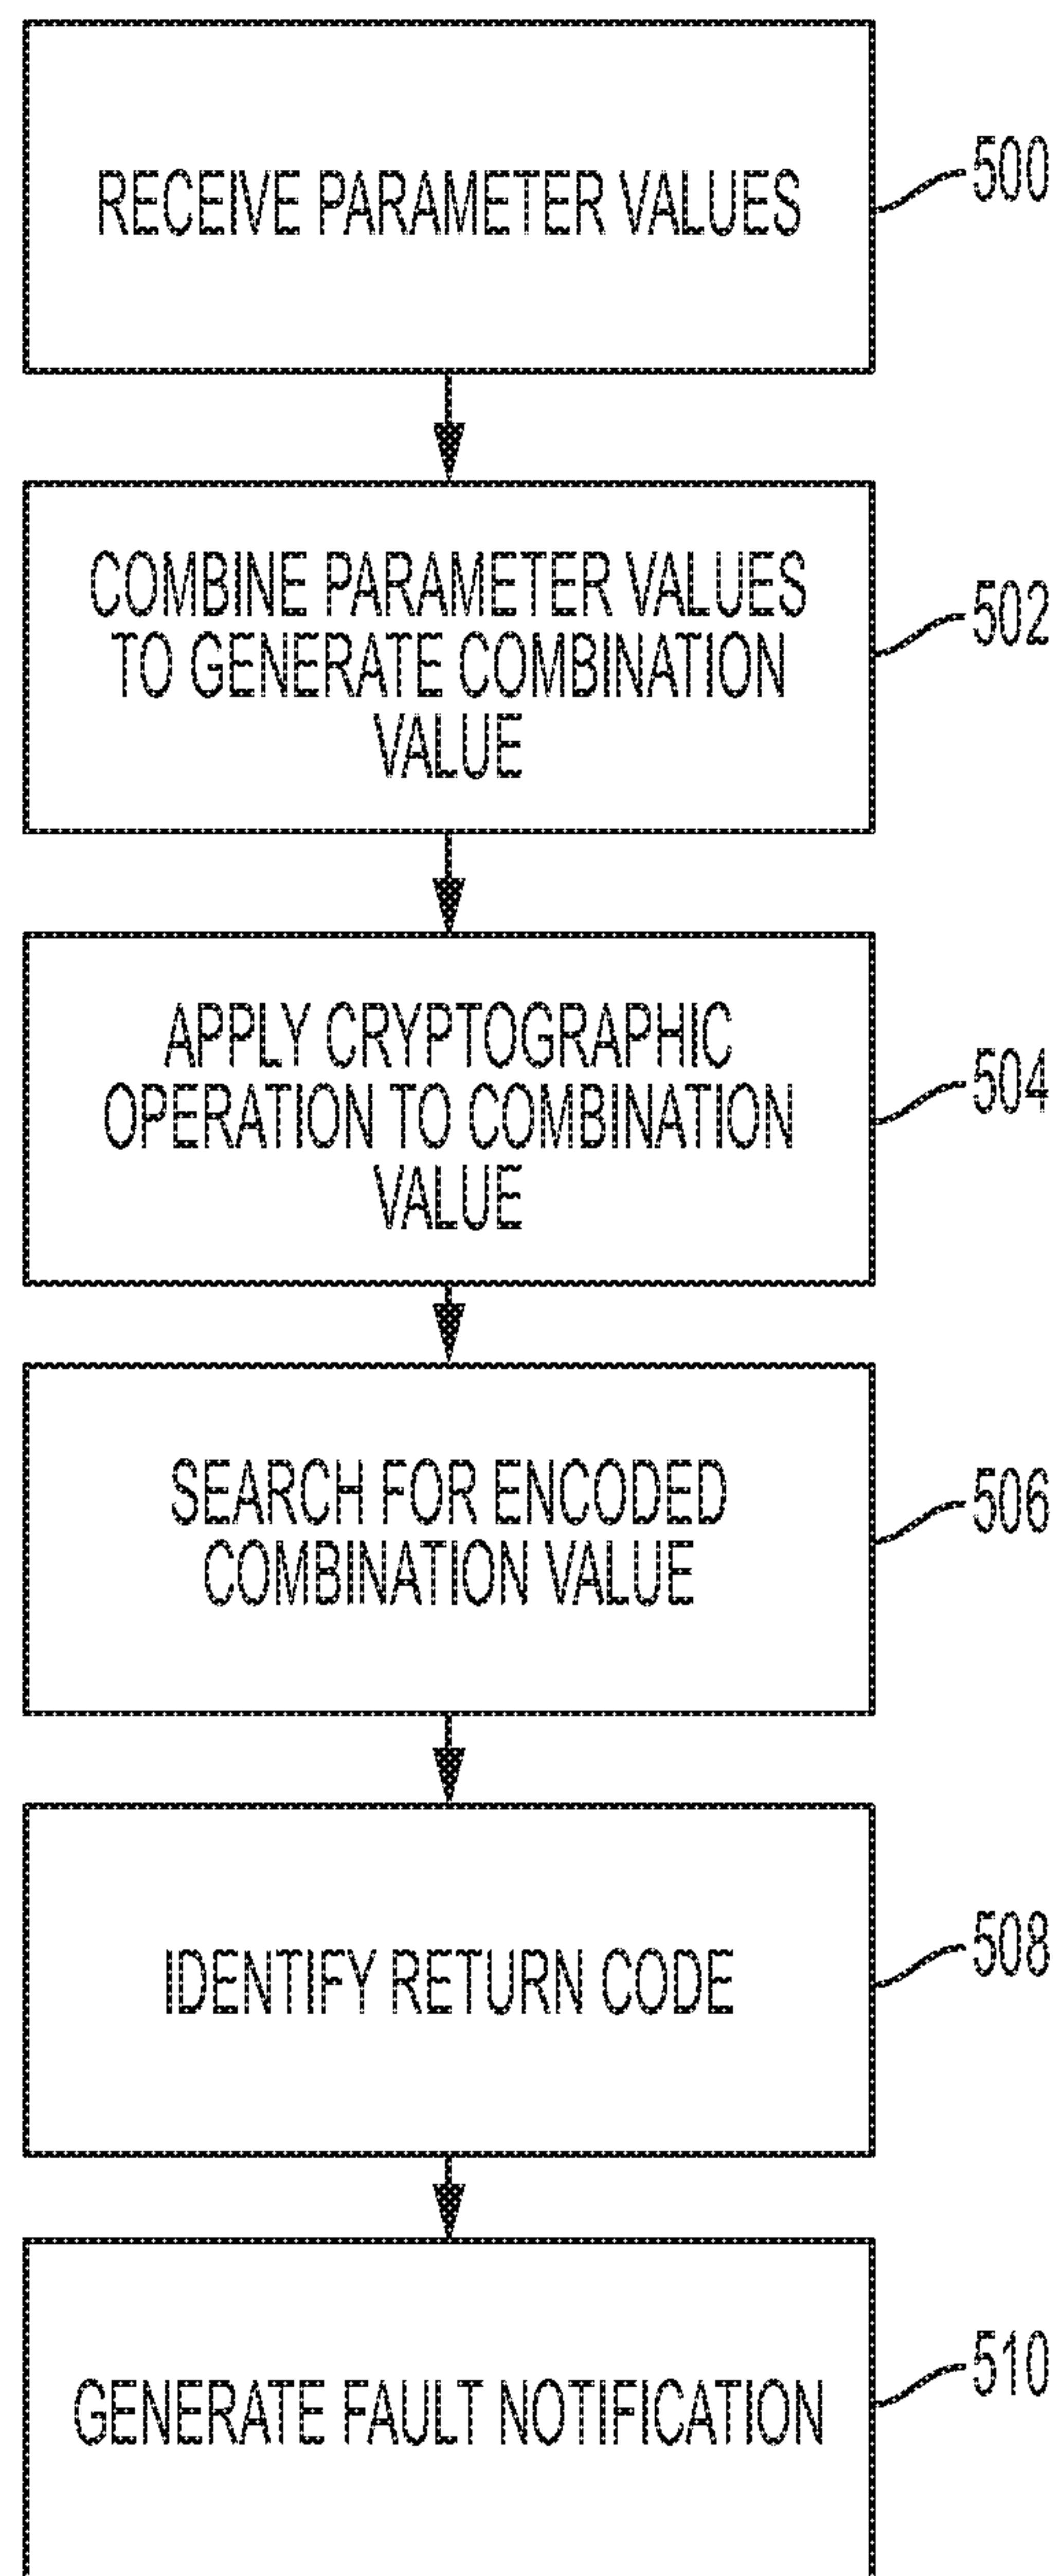 RECEIVE PARAMETER VALUES
500
COMBINE PARAMETER VALUES
TO GENERATE COMBINATION
VALUE
502
APPLY CRYPTOGRAPHIC
OPERATION TO COMBINATION
VALUE
504
SEARCH FOR ENCODED
COMBINATION VALUE
506
IDENTIFY RETURN CODE
508
GENERATE FAULT NOTIFICATION
510